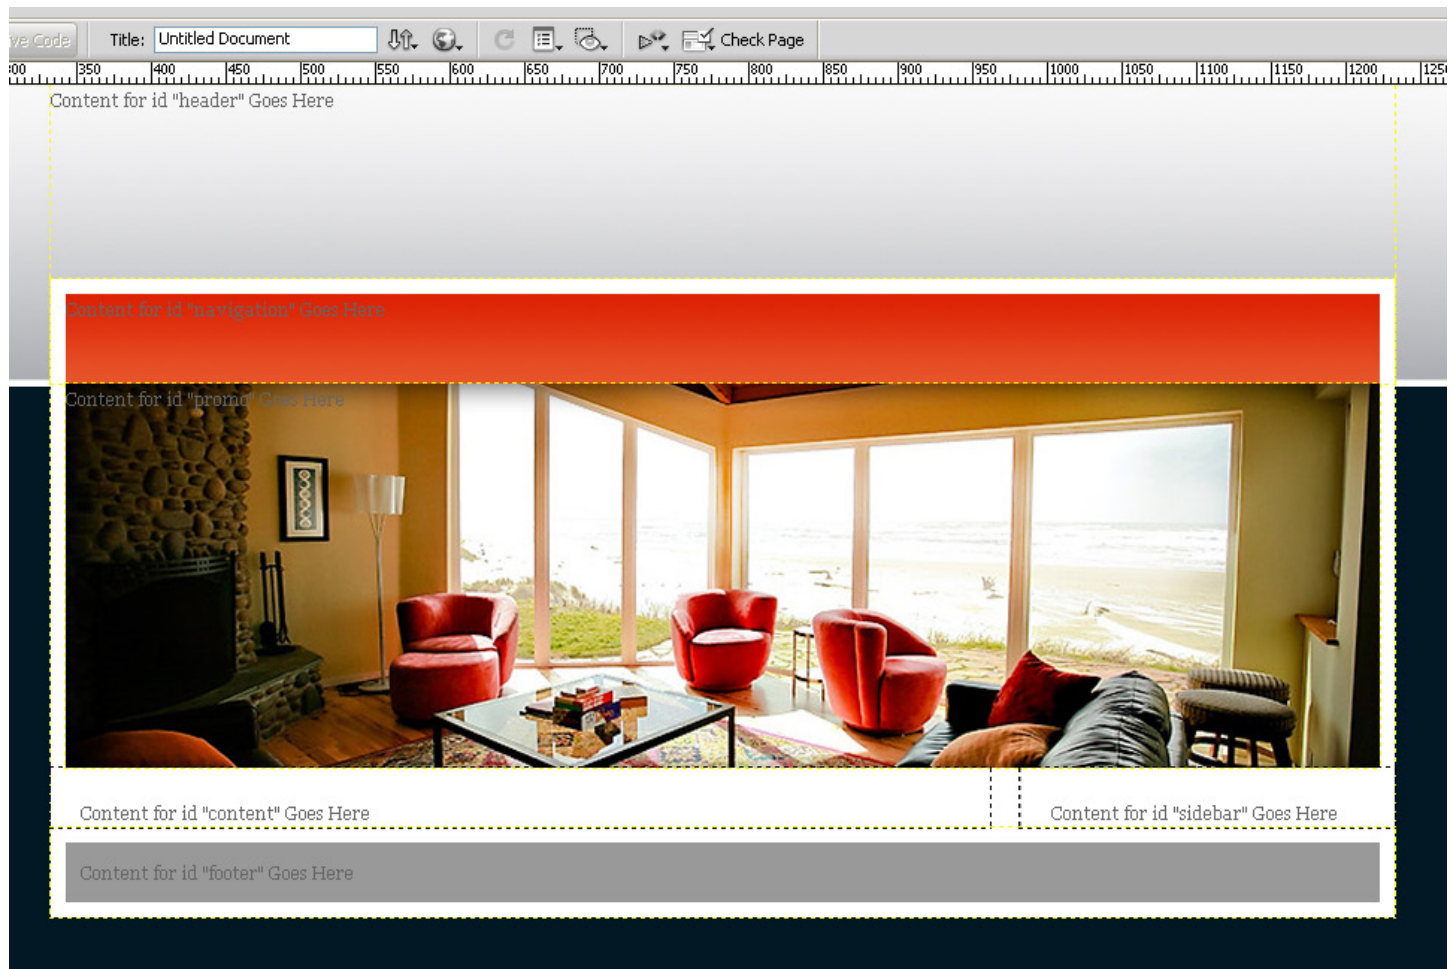 ve Code Title: Untitled Document Check Page
350 400 450 500 550 600 650 700 750 800 850 900 950 1000 1050 1100 1150 1200
Content for id "header" Goes Here
Content for id "navigation" Goes Here
Content for id "promo" Goes Here
Content for id "content" Goes Here Content for id "sidebar" Goes Here
Content for id "footer" Goes Here